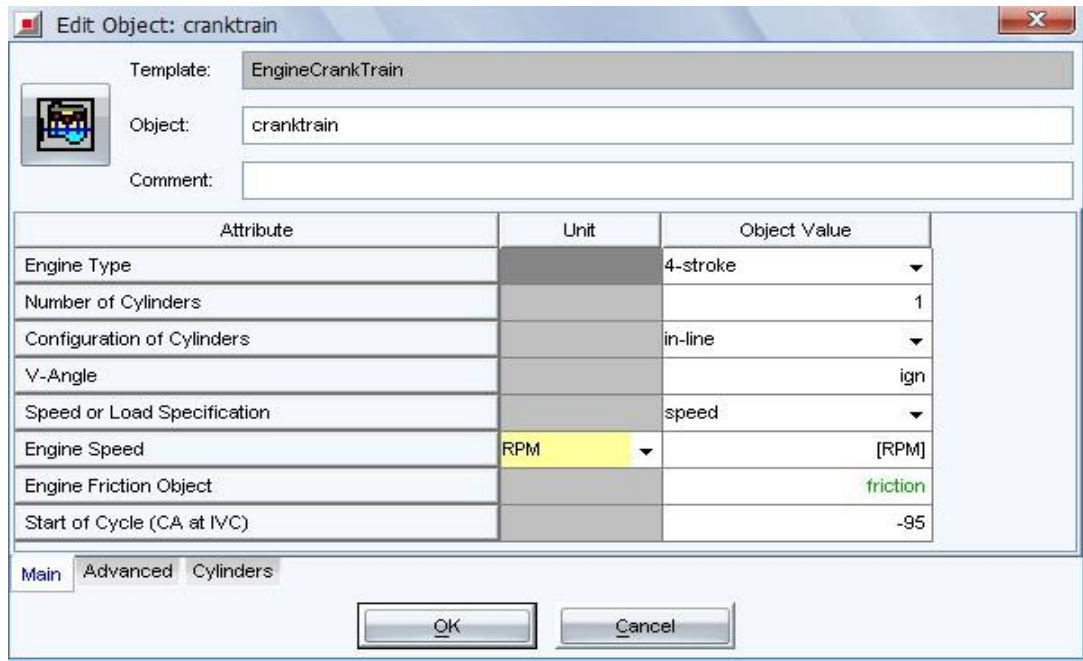 Edit Object: cranktrain
Template: EngineCrankTrain
Object: cranktrain
Comment:
Attribute Unit Object Value
Engine Type 4-stroke
Number of Cylinders 1
Configuration of Cylinders in-line
V-Angle ign
Speed or Load Specification speed
Engine Speed RPM [RPM]
Engine Friction Object friction
Start of Cycle (CA at IVC) -95
Main Advanced Cylinders
OK Cancel